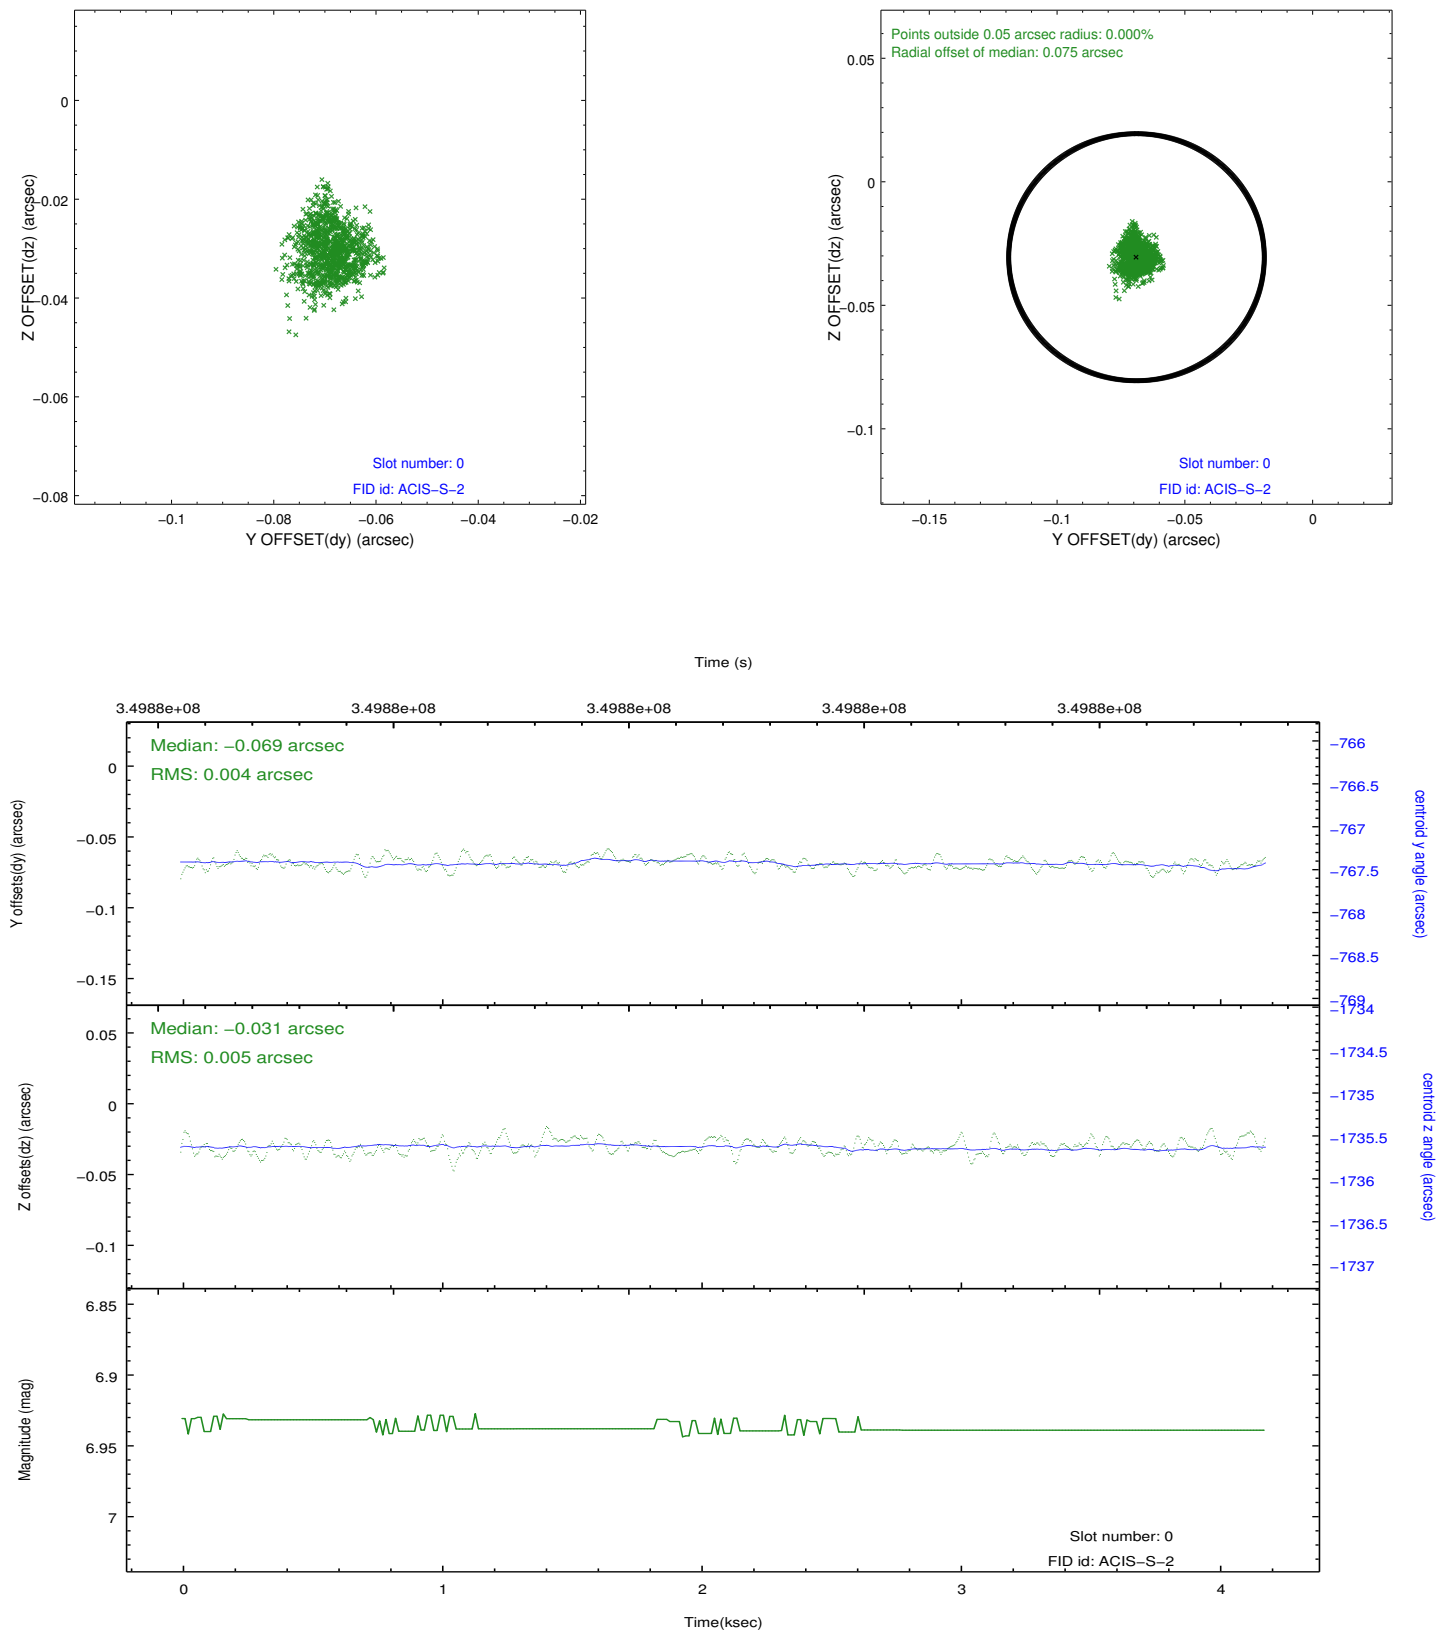 0
−0.02
−0.04
−0.06
−0.08
Z OFFSET(dz) (arcsec)
Slot number: 0
FID id: ACIS−S−2
−0.1
−0.08
−0.06
−0.04
−0.02
Y OFFSET(dy) (arcsec)
Points outside 0.05 arcsec radius: 0.000%
Radial offset of median: 0.075 arcsec
0.05
0
−0.05
−0.1
Z OFFSET(dz) (arcsec)
Slot number: 0
FID id: ACIS−S−2
−0.15
−0.1
−0.05
0
Y OFFSET(dy) (arcsec)
Time (s)
3.4988e+08
3.4988e+08
3.4988e+08
3.4988e+08
3.4988e+08
Median: −0.069 arcsec
RMS: 0.004 arcsec
0
−0.05
−0.1
−0.15
Y offsets(dy) (arcsec)
−766
−766.5
−767
−767.5
−768
−768.5
−769
centroid y angle (arcsec)
Median: −0.031 arcsec
RMS: 0.005 arcsec
0.05
0
−0.05
−0.1
Z offsets(dz) (arcsec)
−1734
−1734.5
−1735
−1735.5
−1736
−1736.5
−1737
centroid z angle (arcsec)
6.85
6.9
6.95
7
Magnitude (mag)
Slot number: 0
FID id: ACIS−S−2
0
1
2
3
4
Time(ksec)